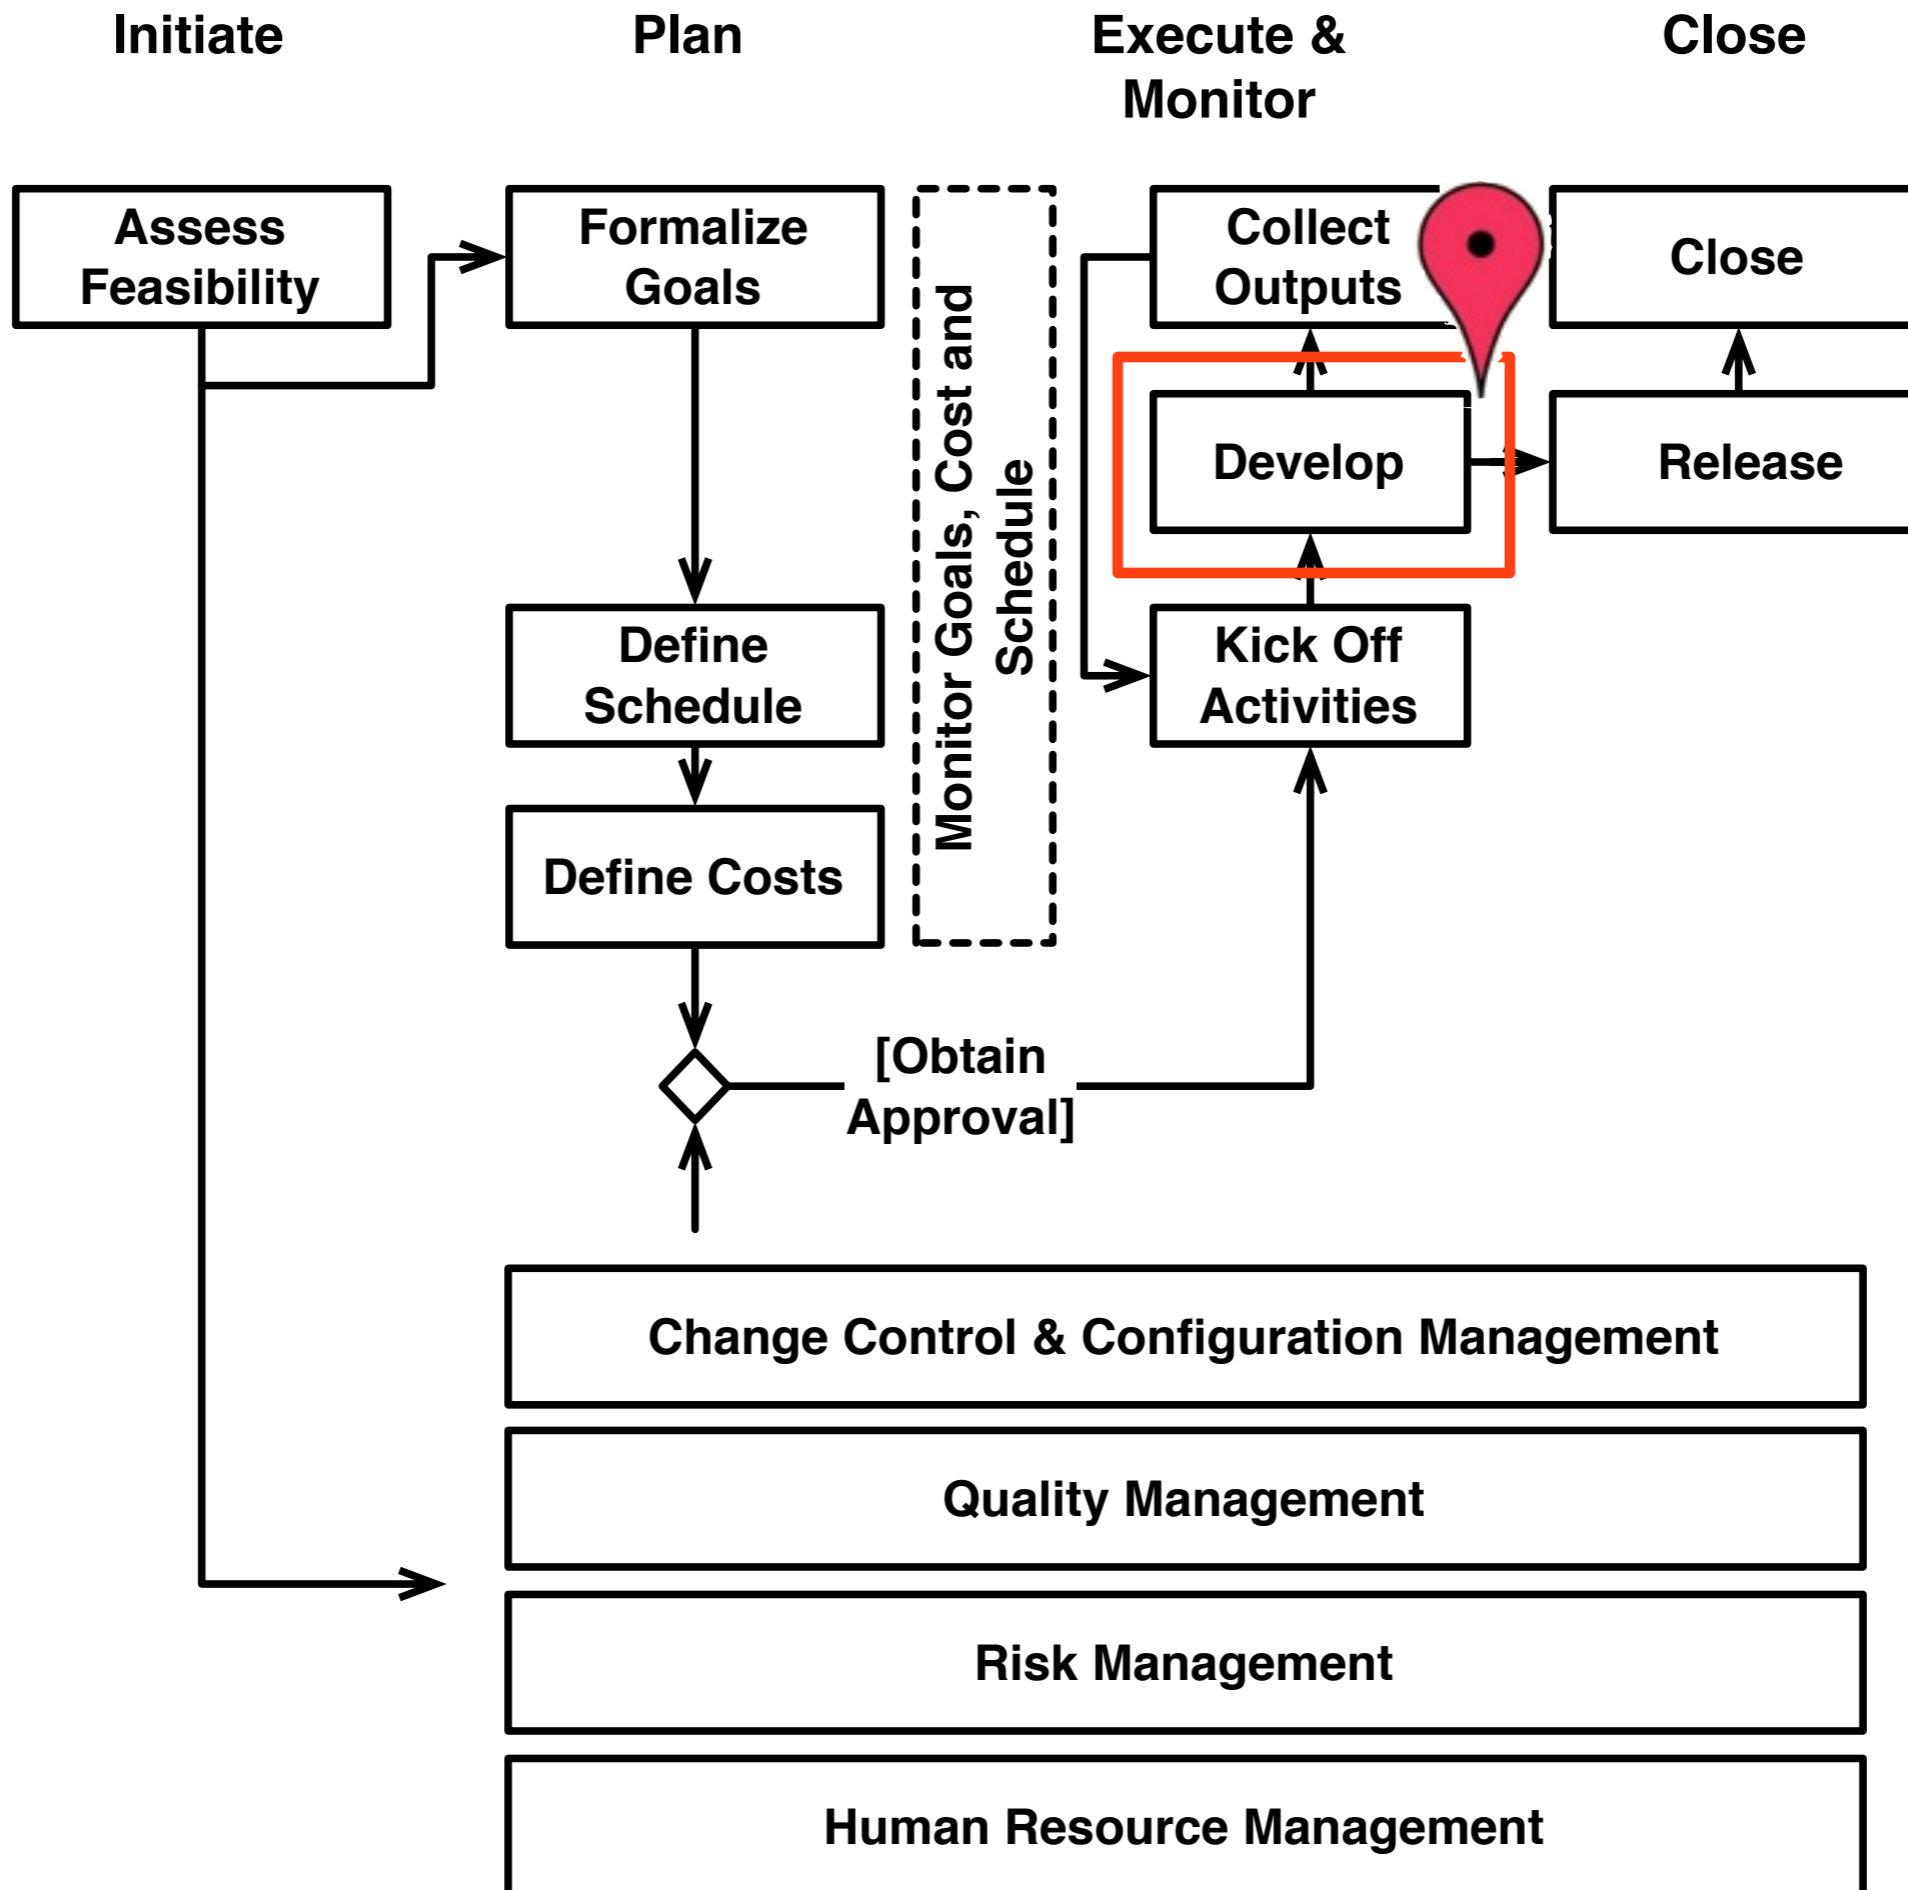 Initiate
Plan
Execute &
Monitor
Close
Assess
Feasibility
Formalize
Goals
Monitor Goals, Cost and
Schedule
Collect
Outputs
Close
Develop
Release
Define
Schedule
Kick Off
Activities
Define Costs
[Obtain
Approval]
Change Control & Configuration Management
Quality Management
Risk Management
Human Resource Management